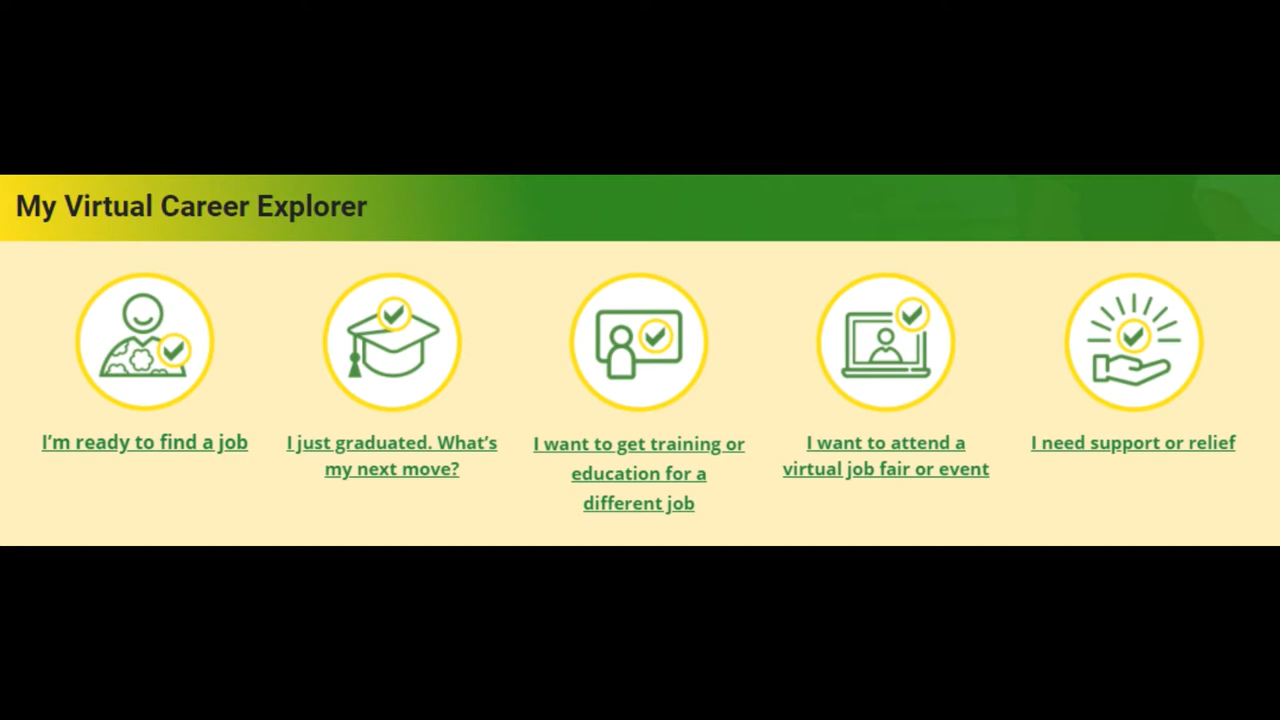 My Virtual Career Explorer
I’m ready to find a job
I just graduated. What’s
my next move?
I want to get training or
education for a
different job
I want to attend a
virtual job fair or event
I need support or relief